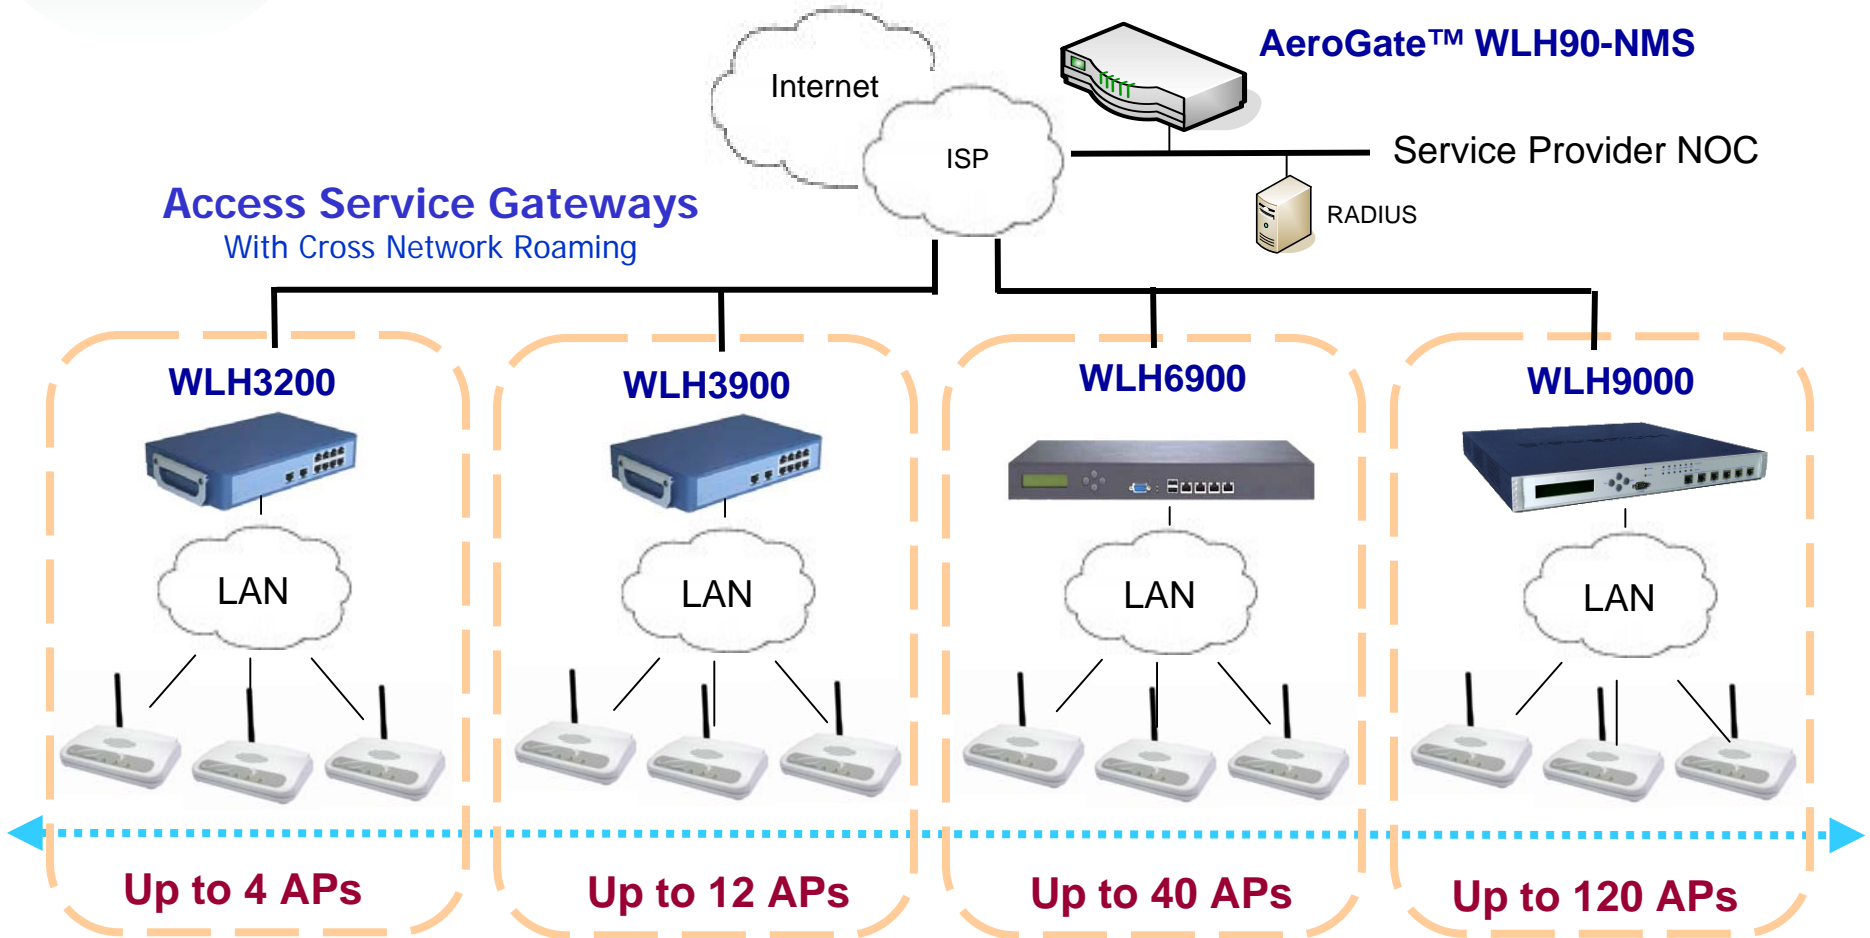 AeroGate™ WLH90-NMS
Internet
ISP
Service Provider NOC
RADIUS
Access Service Gateways
With Cross Network Roaming
WLH3200
WLH3900
WLH6900
WLH9000
LAN
LAN
LAN
LAN
Up to 4 APs
Up to 12 APs
Up to 40 APs
Up to 120 APs